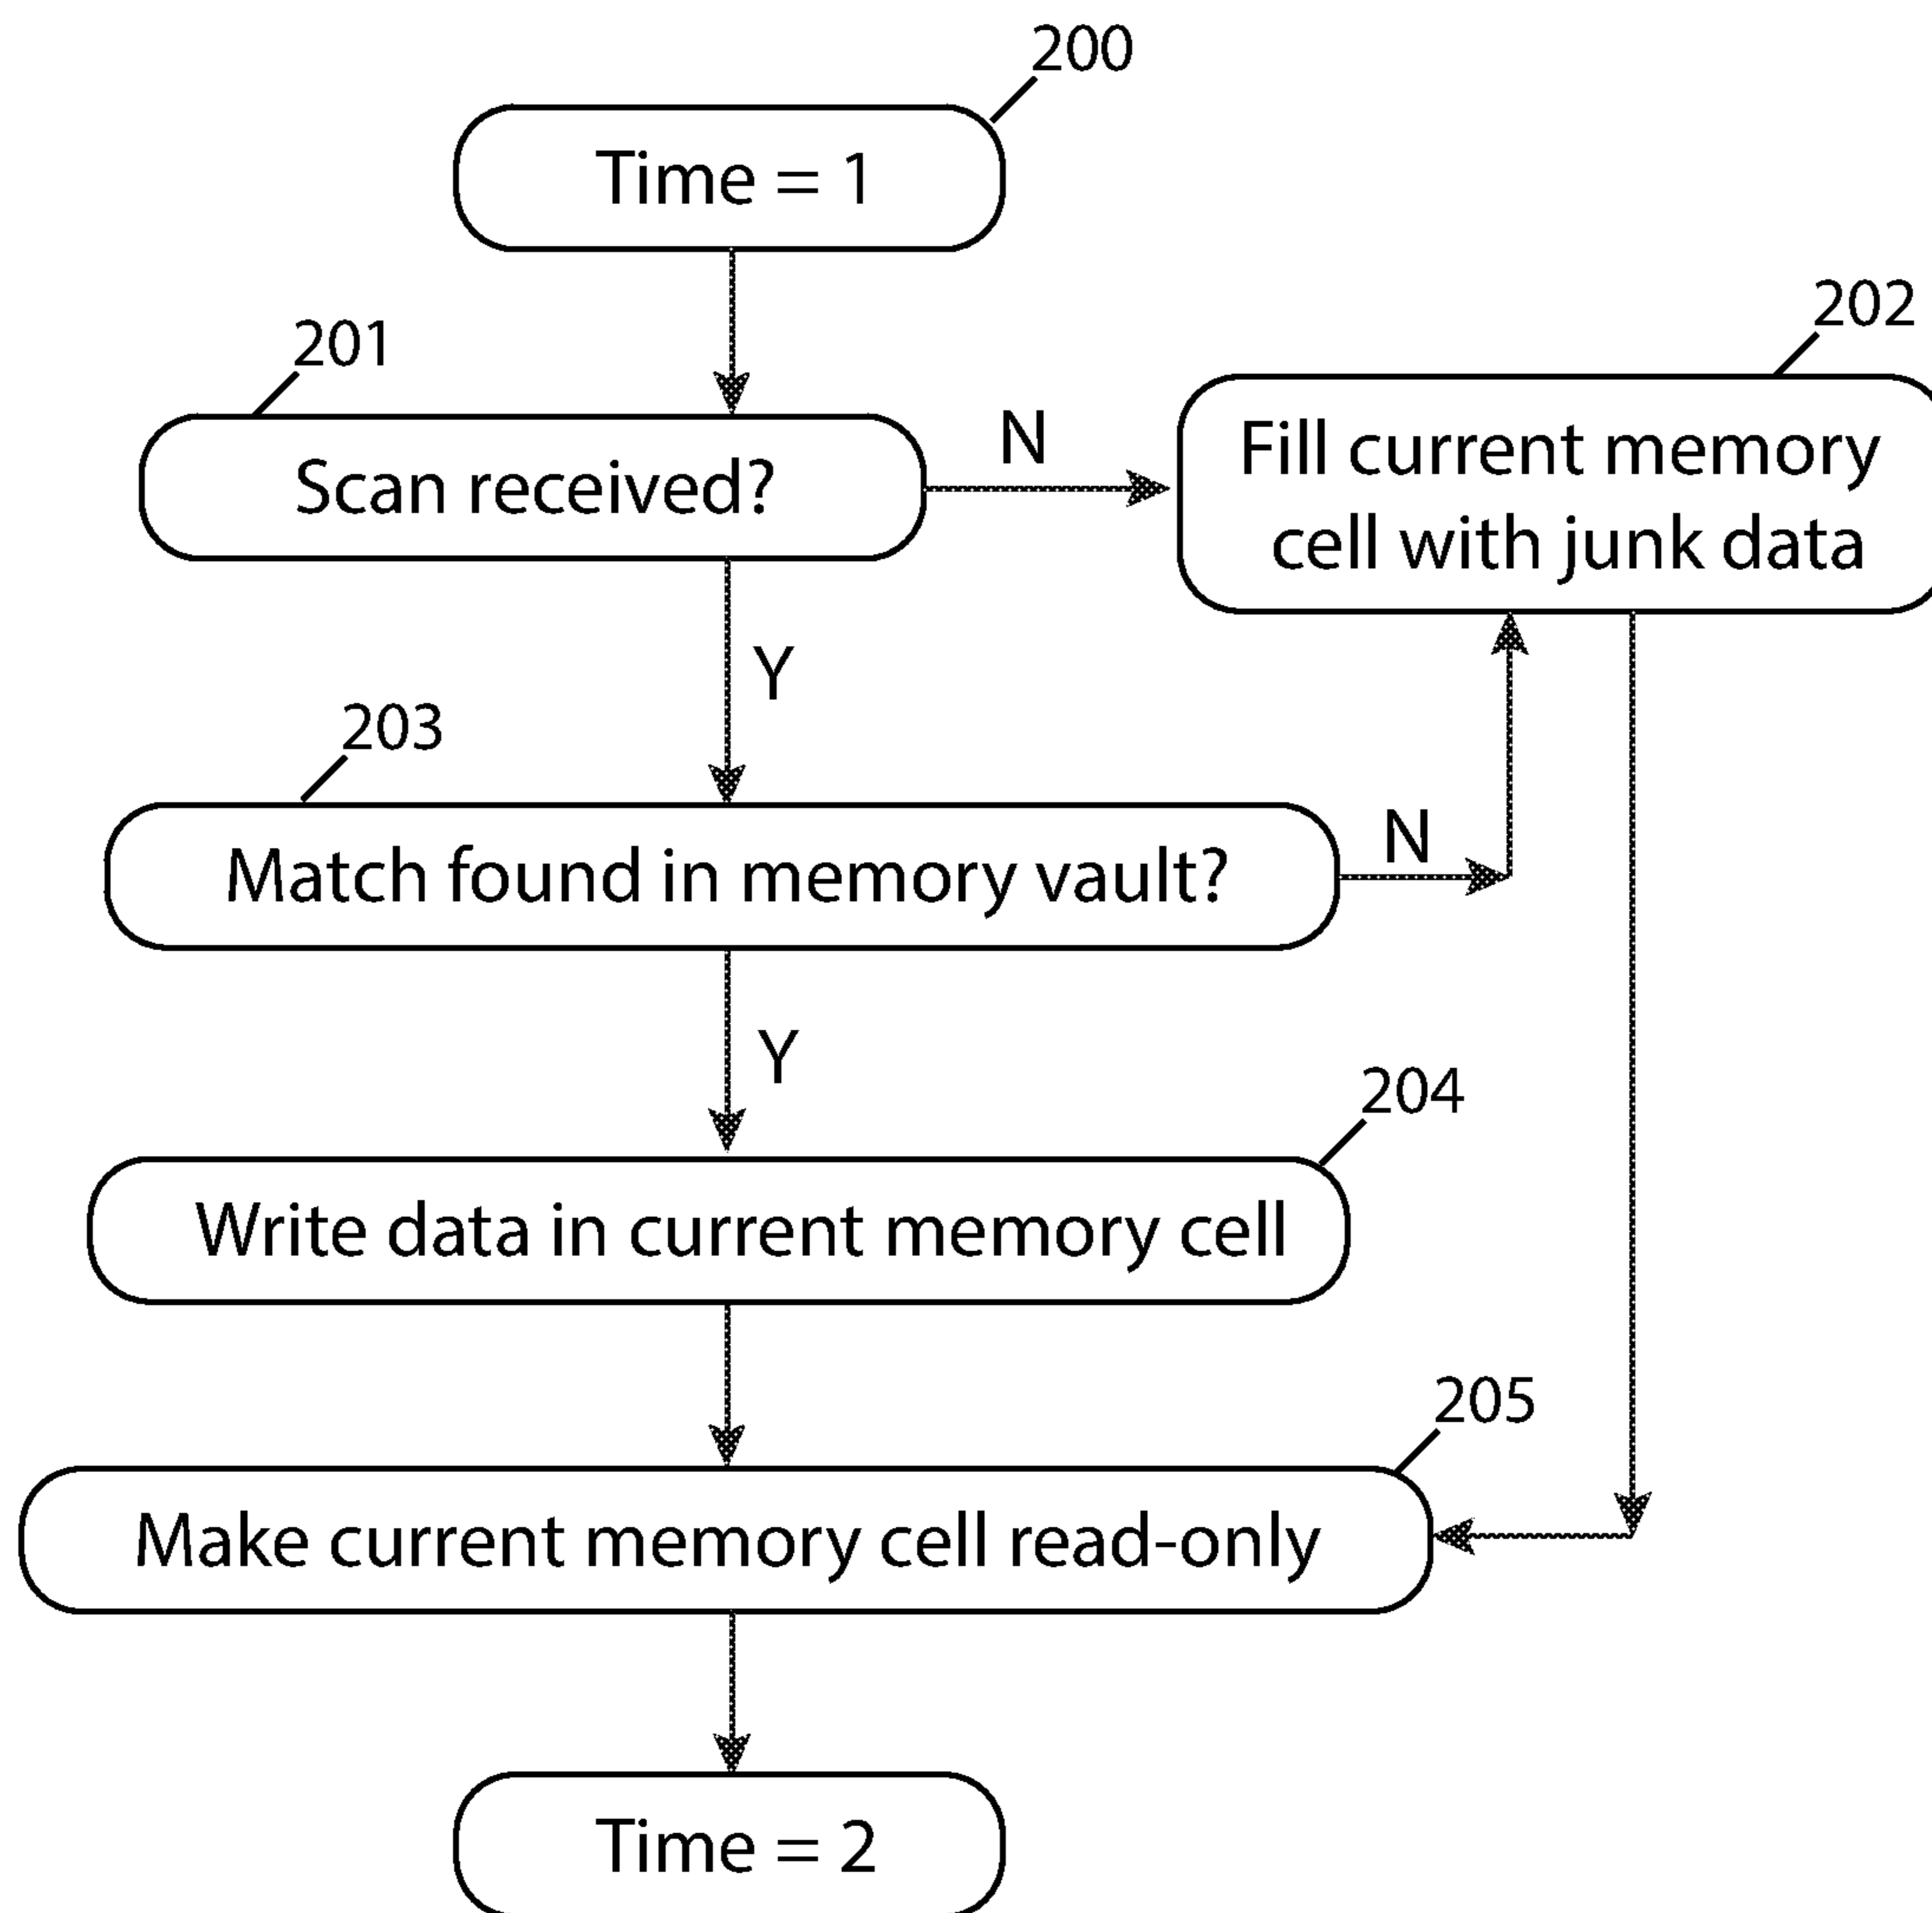 200
Time = 1
201
Scan received?
N
202
Fill current memory
cell with junk data
Y
203
Match found in memory vault?
N
Y
204
Write data in current memory cell
205
Make current memory cell read-only
Time = 2